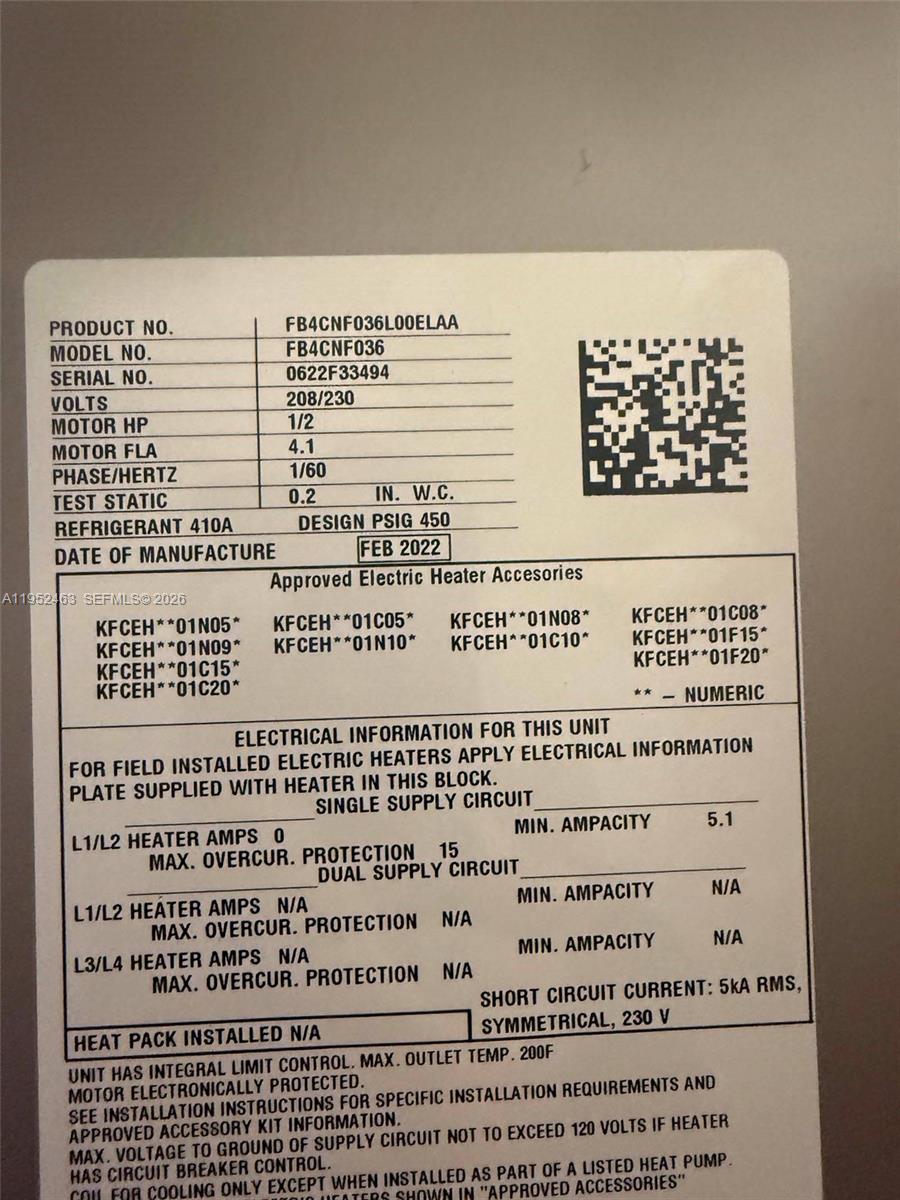 PRODUCT NO. FB4CNF036L00ELAA
MODEL NO. FB4CNF036
SERIAL NO. 0622F33494
VOLTS 208/230
MOTOR HP 1/2
MOTOR FLA 4.1
PHASE/HERTZ 1/60
TEST STATIC 0.2 IN. W.C.
REFRIGERANT 410A DESIGN PSIG 450
DATE OF MANUFACTURE FEB 2022
Approved Electric Heater Accesories
A11952463 SEFMLS© 2026
KFCEH**01N05* KFCEH**01C05* KFCEH**01N08* KFCEH**01C08*
KFCEH**01N09* KFCEH**01N10* KFCEH**01C10* KFCEH**01F15*
KFCEH**01C15* KFCEH**01F20*
KFCEH**01C20*
** – NUMERIC
ELECTRICAL INFORMATION FOR THIS UNIT
FOR FIELD INSTALLED ELECTRIC HEATERS APPLY ELECTRICAL INFORMATION
PLATE SUPPLIED WITH HEATER IN THIS BLOCK.
SINGLE SUPPLY CIRCUIT
L1/L2 HEATER AMPS 0 MIN. AMPACITY 5.1
MAX. OVERCUR. PROTECTION 15
DUAL SUPPLY CIRCUIT
L1/L2 HEATER AMPS N/A MIN. AMPACITY N/A
MAX. OVERCUR. PROTECTION N/A
L3/L4 HEATER AMPS N/A MIN. AMPACITY N/A
MAX. OVERCUR. PROTECTION N/A
SHORT CIRCUIT CURRENT: 5kA RMS,
SYMMETRICAL, 230 V
HEAT PACK INSTALLED N/A
UNIT HAS INTEGRAL LIMIT CONTROL. MAX. OUTLET TEMP. 200F
MOTOR ELECTRONICALLY PROTECTED.
SEE INSTALLATION INSTRUCTIONS FOR SPECIFIC INSTALLATION REQUIREMENTS AND
APPROVED ACCESSORY KIT INFORMATION.
MAX. VOLTAGE TO GROUND OF SUPPLY CIRCUIT NOT TO EXCEED 120 VOLTS IF HEATER
HAS CIRCUIT BREAKER CONTROL.
COIL FOR COOLING ONLY EXCEPT WHEN INSTALLED AS PART OF A LISTED HEAT PUMP.
HEATERS SHOWN IN "APPROVED ACCESSORIES"